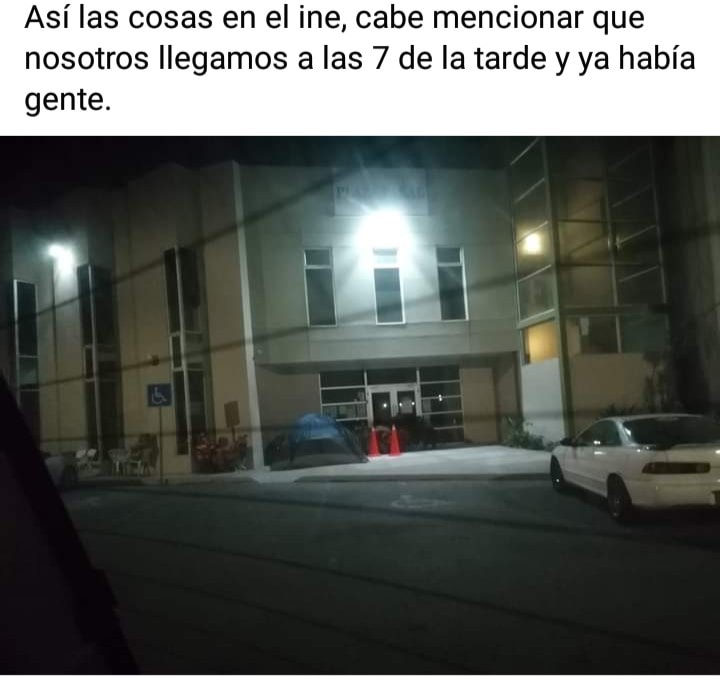 Así las cosas en el ine, cabe mencionar que
nosotros llegamos a las 7 de la tarde y ya había
gente.